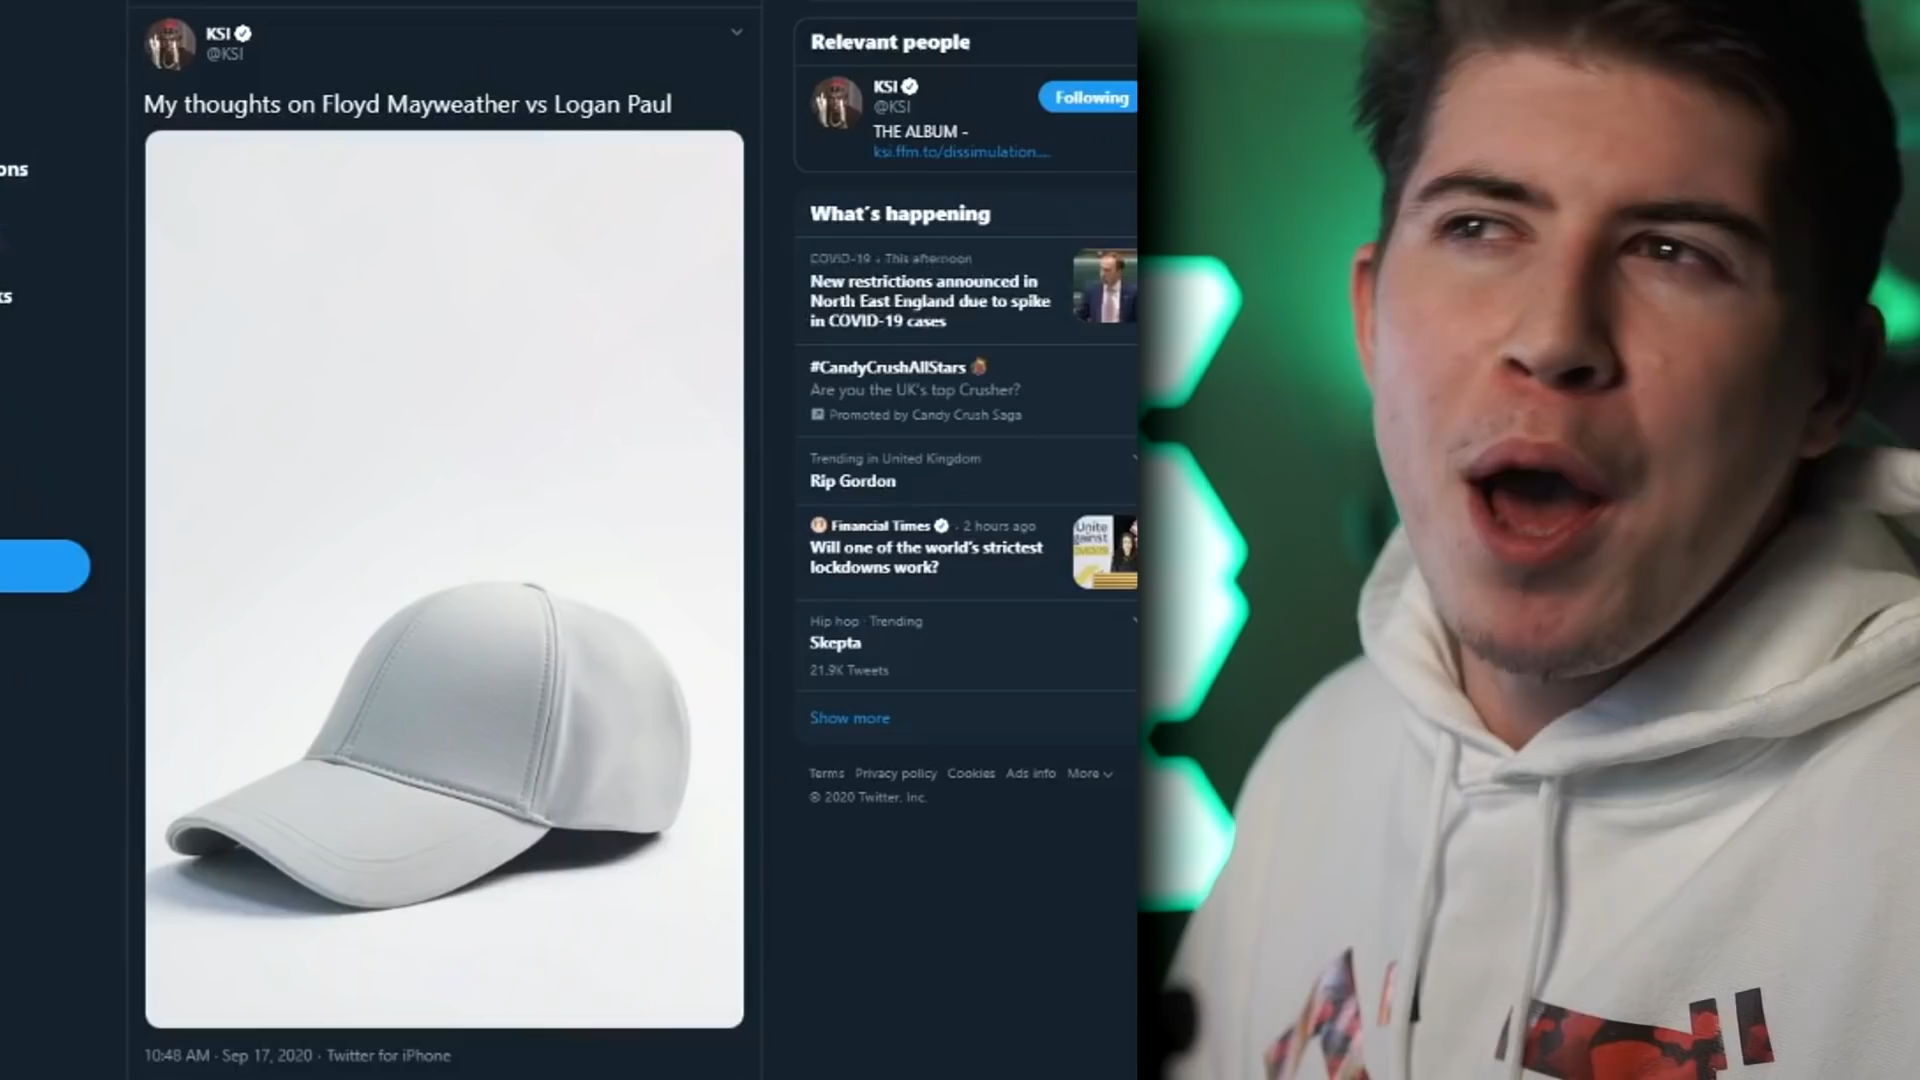 KSI
@KSI
My thoughts on Floyd Mayweather vs Logan Paul
10:48 AM · Sep 17, 2020 · Twitter for iPhone
ons
ks
Relevant people
KSI
@KSI
Following
THE ALBUM -
ksi.ffm.to/dissimulation....
What's happening
COVID-19 · This afternoon
New restrictions announced in
North East England due to spike
in COVID-19 cases
#CandyCrushAllStars
Are you the UK's top Crusher?
Promoted by Candy Crush Saga
Trending in United Kingdom
Rip Gordon
Financial Times · 2 hours ago
Will one of the world's strictest
lockdowns work?
Unite
against
Hip hop · Trending
Skepta
21.9K Tweets
Show more
Terms Privacy policy Cookies Ads info More
© 2020 Twitter, Inc.